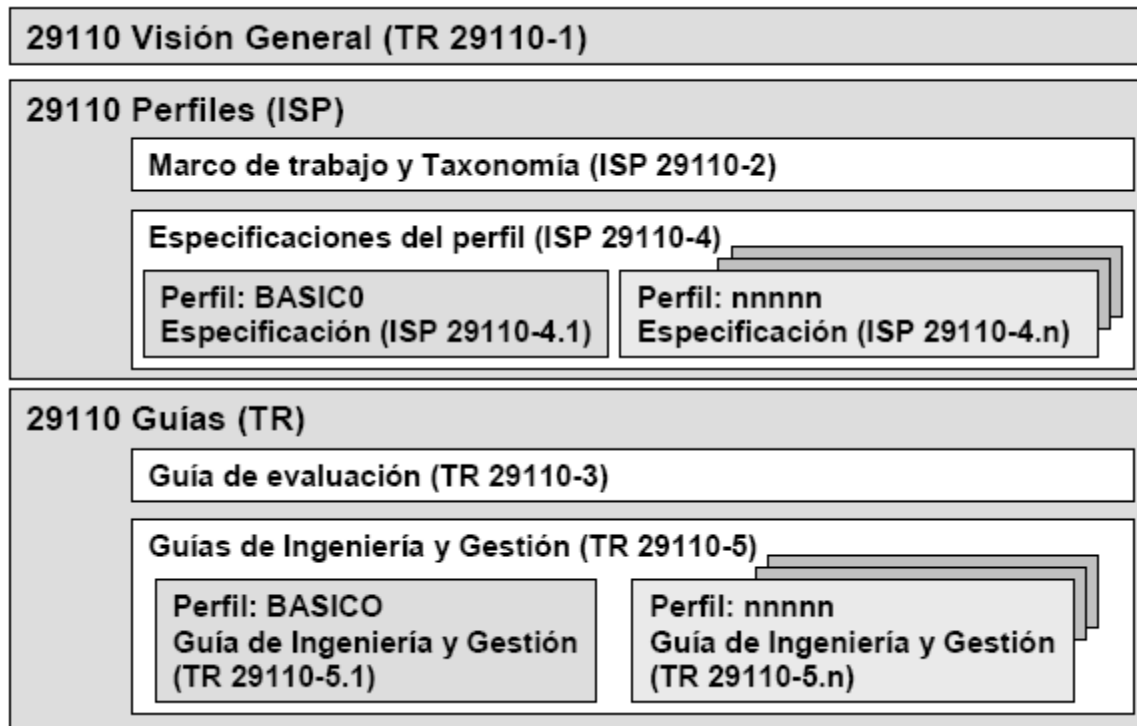 29110 Visión General (TR 29110-1)
29110 Perfiles (ISP)
Marco de trabajo y Taxonomía (ISP 29110-2)
Especificaciones del perfil (ISP 29110-4)
Perfil: BASIC0
Especificación (ISP 29110-4.1)
Perfil: nnnnn
Especificación (ISP 29110-4.n)
29110 Guías (TR)
Guía de evaluación (TR 29110-3)
Guías de Ingeniería y Gestión (TR 29110-5)
Perfil: BASICO
Guía de Ingeniería y Gestión
(TR 29110-5.1)
Perfil: nnnnn
Guía de Ingeniería y Gestión
(TR 29110-5.n)